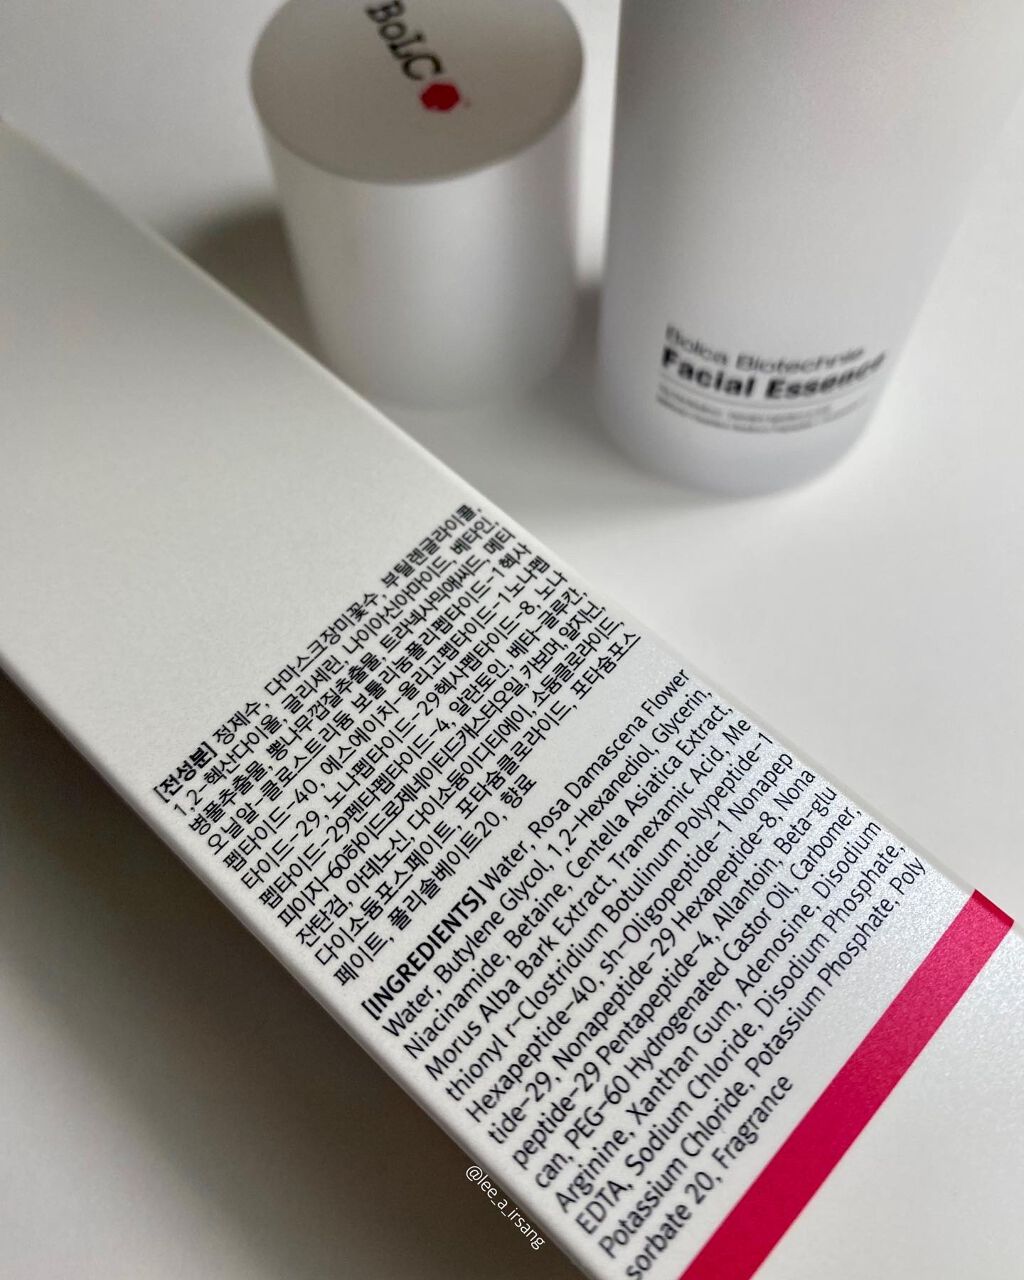 BOLCA
Bolca Biotechnie
Facial Essence
[전성분] 정제수, 다마스크장미꽃수, 부틸렌글라이콜,
1,2-헥산다이올, 글리세린, 나이아신아마이드, 베타인,
병풀추출물, 뽕나무껍질추출물, 트라넥사믹애씨드, 메티
오닐 알-클로스트리듐 보툴리눔폴리펩타이드-1헥사
펩타이드-40, 에스에이치-올리고펩타이드-1노나펩
타이드-29, 노나펩타이드-29헥사펩타이드-8, 노나
펩타이드-29펜타펩타이드-4, 알란토인, 베타-글루칸,
피이지-60하이드로제네이티드캐스터오일, 카보머, 알지닌,
잔탄검, 아데노신, 다이소듐이디티에이, 소듐클로라이드,
다이소듐포스페이트, 포타슘클로라이드, 포타슘포스
페이트, 폴리솔베이트20, 향료
[INGREDIENTS] Water, Rosa Damascena Flower
Water, Butylene Glycol, 1,2-Hexanediol, Glycerin,
Niacinamide, Betaine, Centella Asiatica Extract,
Morus Alba Bark Extract, Tranexamic Acid, Me
thionyl r-Clostridium Botulinum Polypeptide-1
Hexapeptide-40, sh-Oligopeptide-1 Nonapep
tide-29, Nonapeptide-29 Hexapeptide-8, Nona
peptide-29 Pentapeptide-4, Allantoin, Beta-glu
can, PEG-60 Hydrogenated Castor Oil, Carbomer,
Arginine, Xanthan Gum, Adenosine, Disodium
EDTA, Sodium Chloride, Disodium Phosphate,
Potassium Chloride, Potassium Phosphate, Poly
sorbate 20, Fragrance
@lee_a_irsang